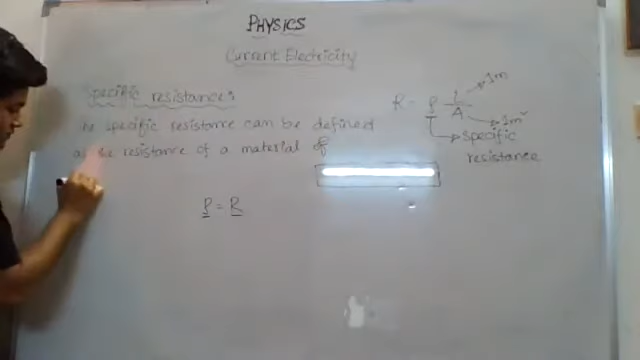 PHYSICS
Current Electricity
Specific resistance:
he specific resistance can be defined
as the resistance of a material of
ρ = R
R = ρ l/A
1m
1m²
Specific
resistance